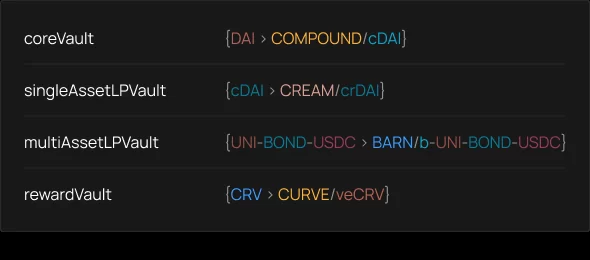 coreVault {DAI > COMPOUND/cDAI}
singleAssetLPVault {cDAI > CREAM/crDAI}
multiAssetLPVault {UNI-BOND-USDC > BARN/b-UNI-BOND-USDC}
rewardVault {CRV > CURVE/veCRV}